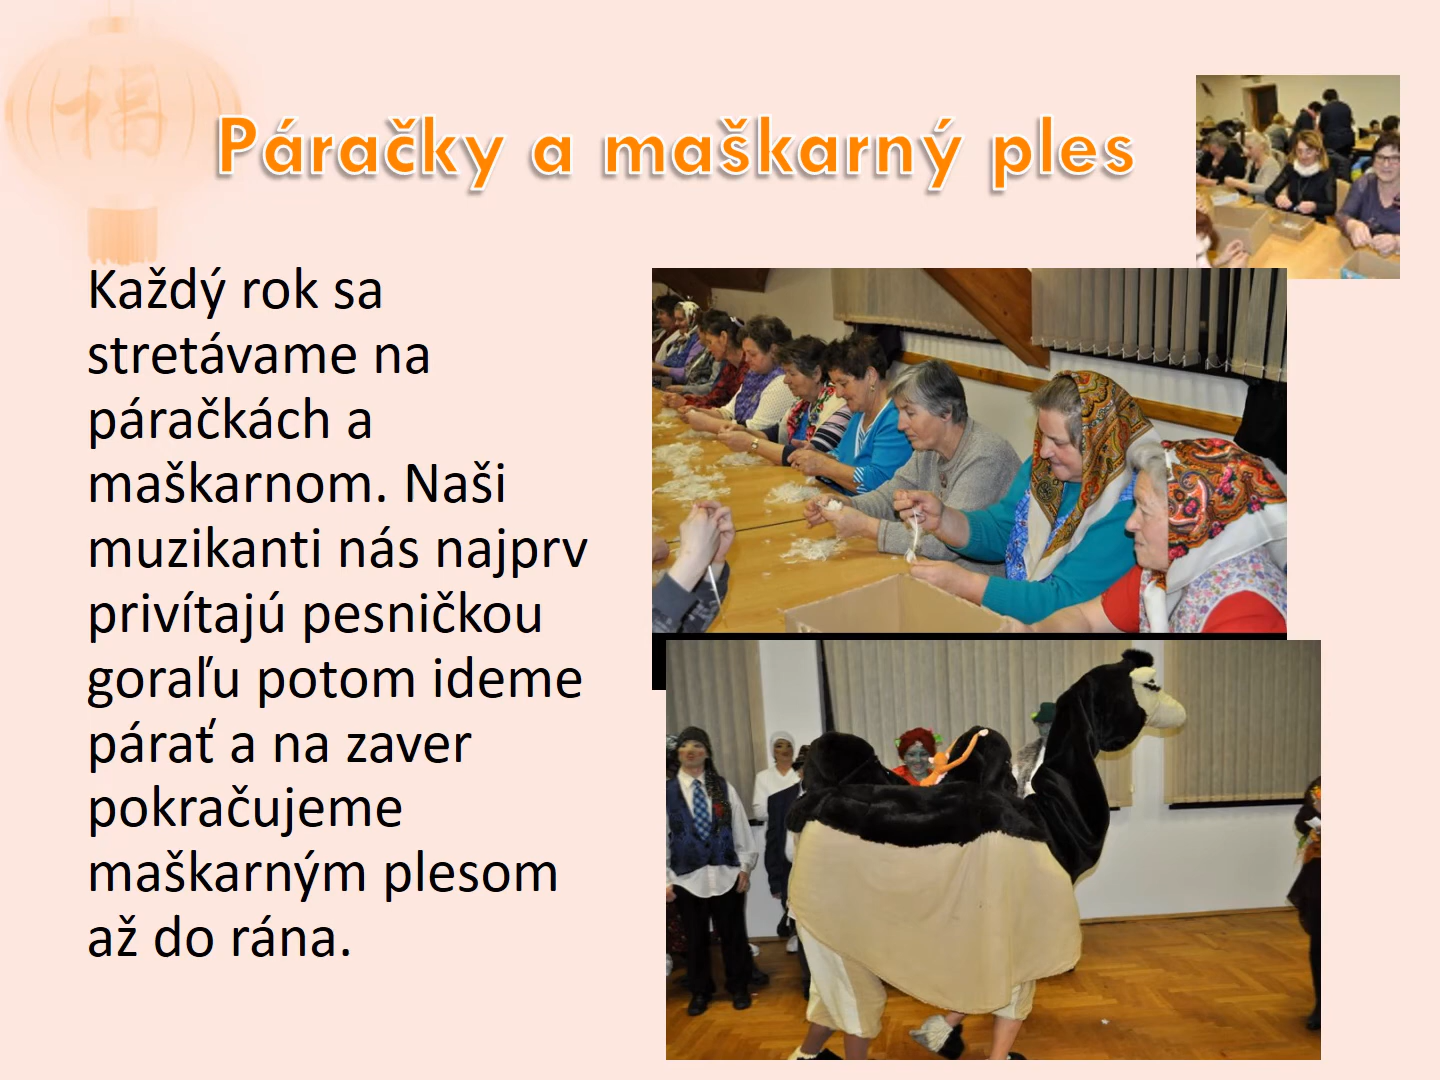 福
Páračky a maškarný ples
Každý rok sa
stretávame na
páračkách a
maškarnom. Naši
muzikanti nás najprv
privítajú pesničkou
goraľu potom ideme
párať a na zaver
pokračujeme
maškarným plesom
až do rána.